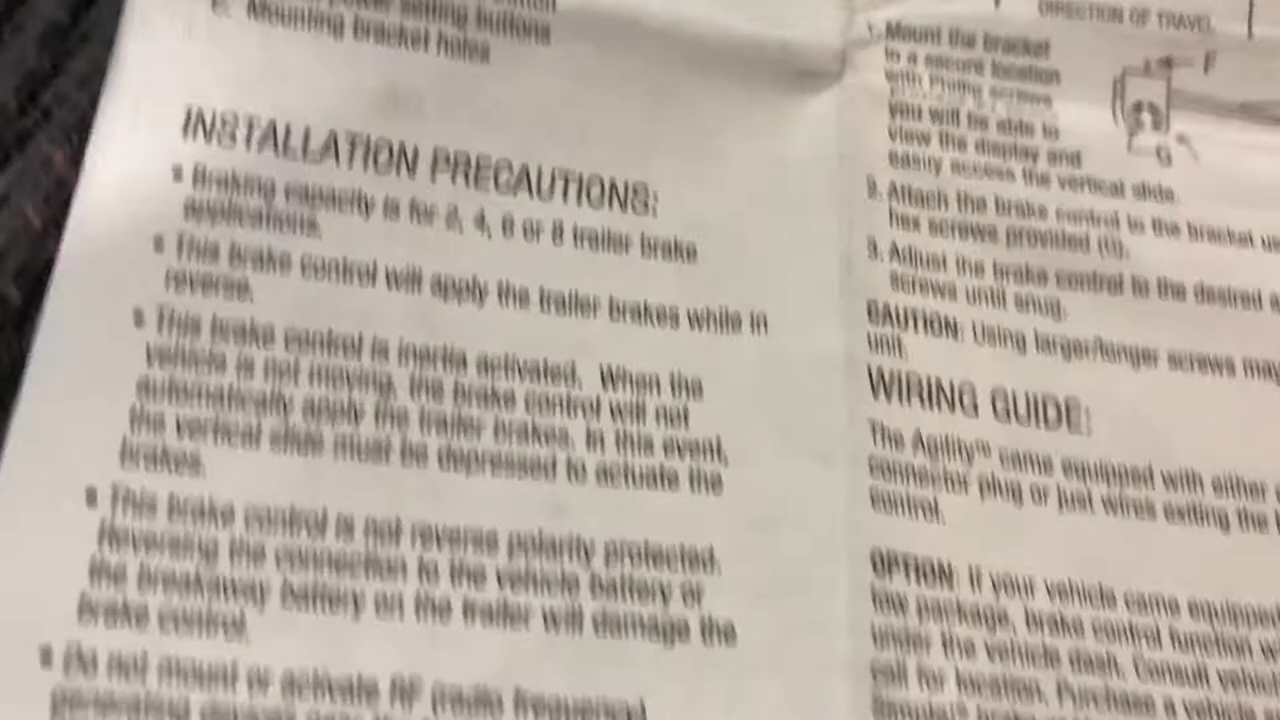 power setting buttons
Mounting bracket holes
INSTALLATION PRECAUTIONS:
Braking capacity is for 2, 4, 6 or 8 trailer brake
applications.
This brake control will apply the trailer brakes while in
reverse.
This brake control is inertia activated. When the
vehicle is not moving, the brake control will not
automatically apply the trailer brakes. In this event,
the vertical slide must be depressed to actuate the
brakes.
This brake control is not reverse polarity protected.
Reversing the connection to the vehicle battery or
the breakaway battery on the trailer will damage the
brake control.
Do not mount or activate RF (radio frequency)
generating
DIRECTION OF TRAVEL
F
G
1. Mount the bracket
to a secure location
with screws
you will be able to
view the display and
easily access the vertical slide.
2. Attach the brake control to the bracket
hex screws provided (G).
3. Adjust the brake control to the desired
screws until snug.
CAUTION: Using larger/longer screws may
unit.
WIRING GUIDE:
The Agility™ came equipped with either
connector plug or just wires exiting the
control.
OPTION: If your vehicle came equipped
tow package, brake control function
under the vehicle dash. Consult
call for location. Purchase a